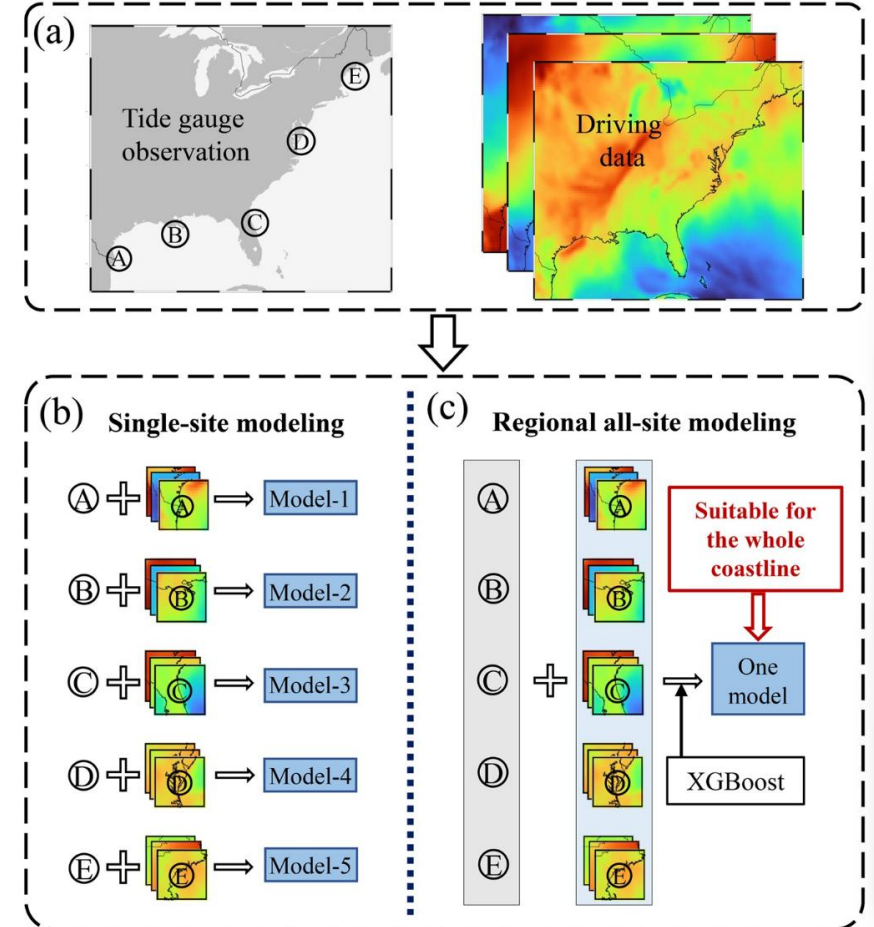 (a)
Tide gauge
observation
A
B
C
D
E
Driving
data
(b)
Single-site modeling
A
A
Model-1
B
B
Model-2
C
C
Model-3
D
D
Model-4
E
E
Model-5
(c)
Regional all-site modeling
A
A
B
B
C
C
D
D
E
E
Suitable for
the whole
coastline
One
model
XGBoost